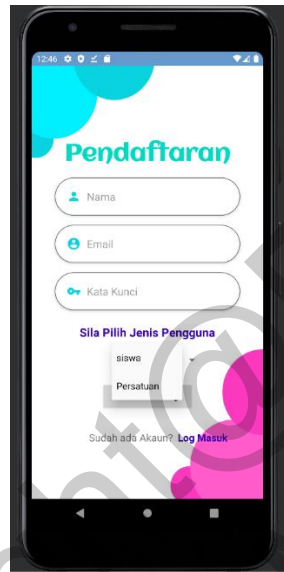 12:46
Pendaftaran
Nama
Email
Kata Kunci
Sila Pilih Jenis Pengguna
siswa
Persatuan
Sudah ada Akaun? Log Masuk